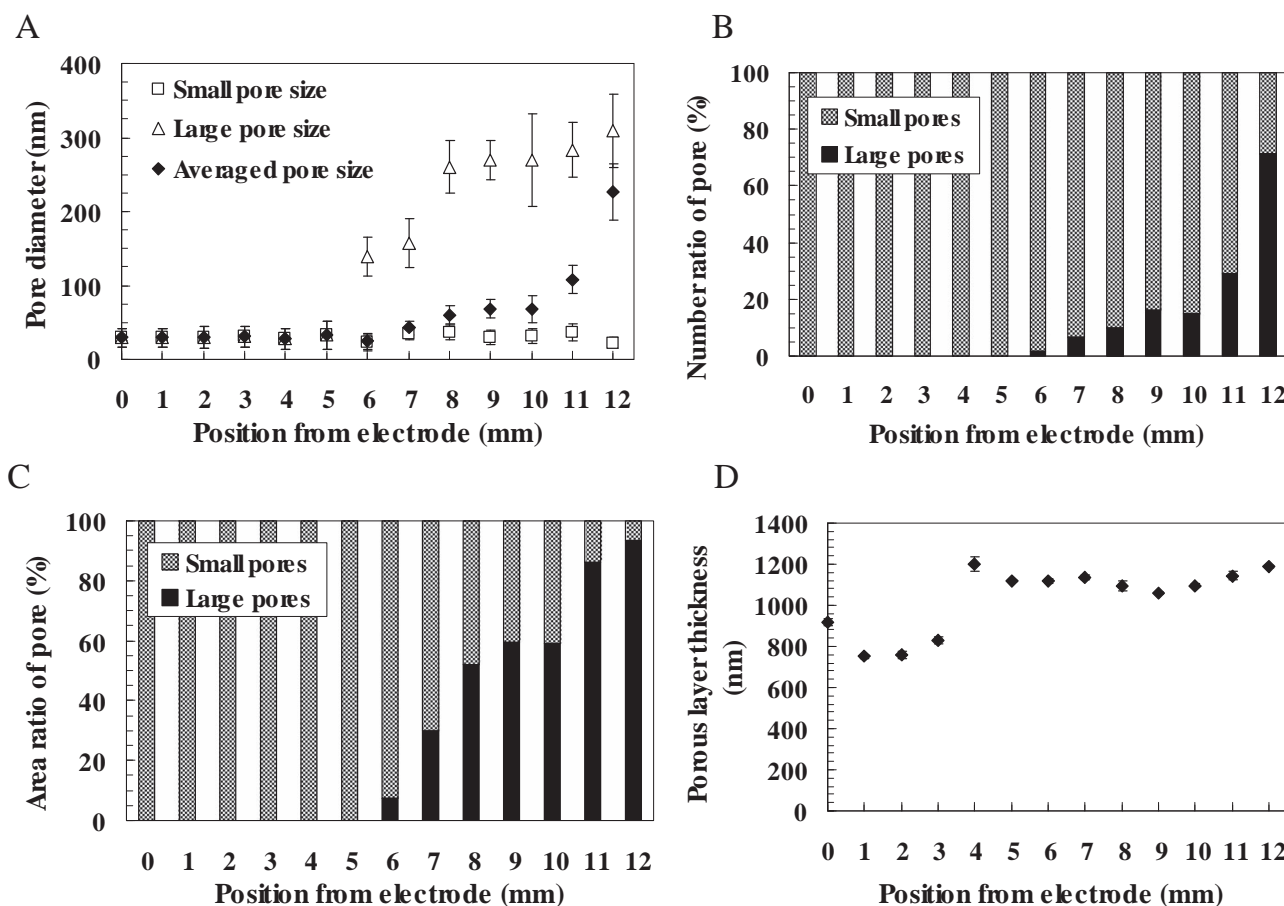 A
Pore diameter (nm)
400
300
200
100
0
Small pore size
Large pore size
Averaged pore size
0 1 2 3 4 5 6 7 8 9 10 11 12
Position from electrode (mm)
B
Number ratio of pore (%)
100
80
60
40
20
0
Small pores
Large pores
0 1 2 3 4 5 6 7 8 9 10 11 12
Position from electrode (mm)
C
Area ratio of pore (%)
100
80
60
40
20
0
Small pores
Large pores
0 1 2 3 4 5 6 7 8 9 10 11 12
Position from electrode (mm)
D
Porous layer thickness
(nm)
1400
1200
1000
800
600
400
200
0
0 1 2 3 4 5 6 7 8 9 10 11 12
Position from electrode (mm)